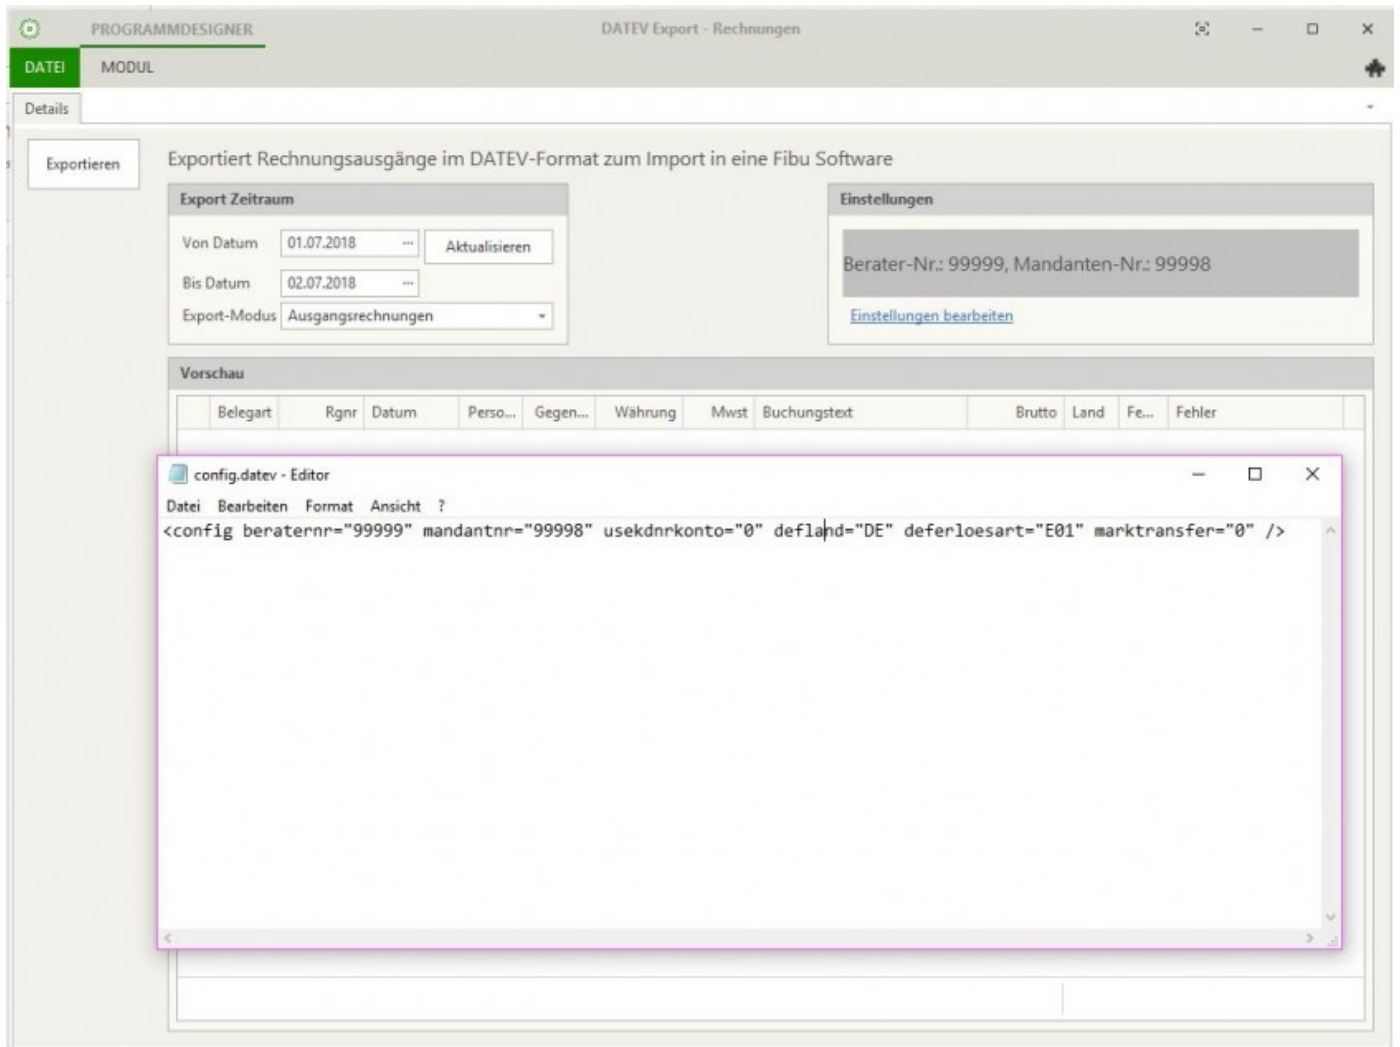 PROGRAMMDESIGNER DATEV Export - Rechnungen
DATEI MODUL
Details
Exportieren
Exportiert Rechnungsausgänge im DATEV-Format zum Import in eine Fibu Software
Export Zeitraum
Von Datum 01.07.2018 ... Aktualisieren
Bis Datum 02.07.2018 ...
Export-Modus Ausgangsrechnungen
Einstellungen
Berater-Nr.: 99999, Mandanten-Nr.: 99998
Einstellungen bearbeiten
Vorschau
Belegart Rgnr Datum Perso... Gegen... Währung Mwst Buchungstext Brutto Land Fe... Fehler
config.datev - Editor
Datei Bearbeiten Format Ansicht ?
<config beraternr="99999" mandantnr="99998" usekdnrkonto="0" defland="DE" deferloesart="E01" marktransfer="0" />